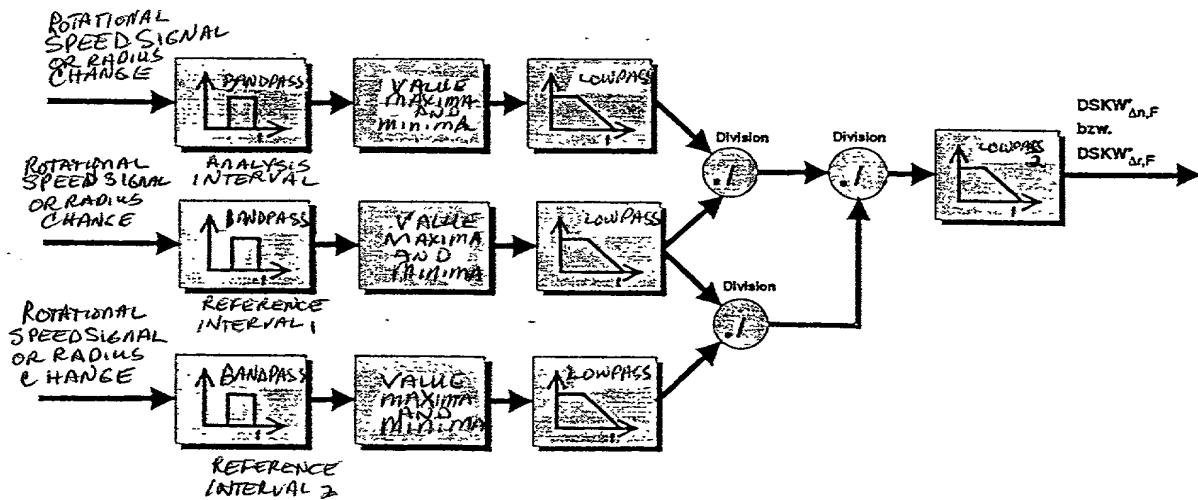 ROTATIONAL
SPEED SIGNAL
OR RADIUS
CHANGE
BANDPASS
f
ANALYSIS
INTERVAL
VALUE
MAXIMA
AND
MINIMA
LOWPASS
f
Division
./
Division
./
LOWPASS
2
f
DSKW*Δn,F
bzw.
DSKW*Δr,F
ROTATIONAL
SPEED SIGNAL
OR RADIUS
CHANGE
BANDPASS
f
REFERENCE
INTERVAL 1
VALUE
MAXIMA
AND
MINIMA
LOWPASS
f
Division
./
ROTATIONAL
SPEED SIGNAL
OR RADIUS
CHANGE
BANDPASS
f
REFERENCE
INTERVAL 2
VALUE
MAXIMA
AND
MINIMA
LOWPASS
f